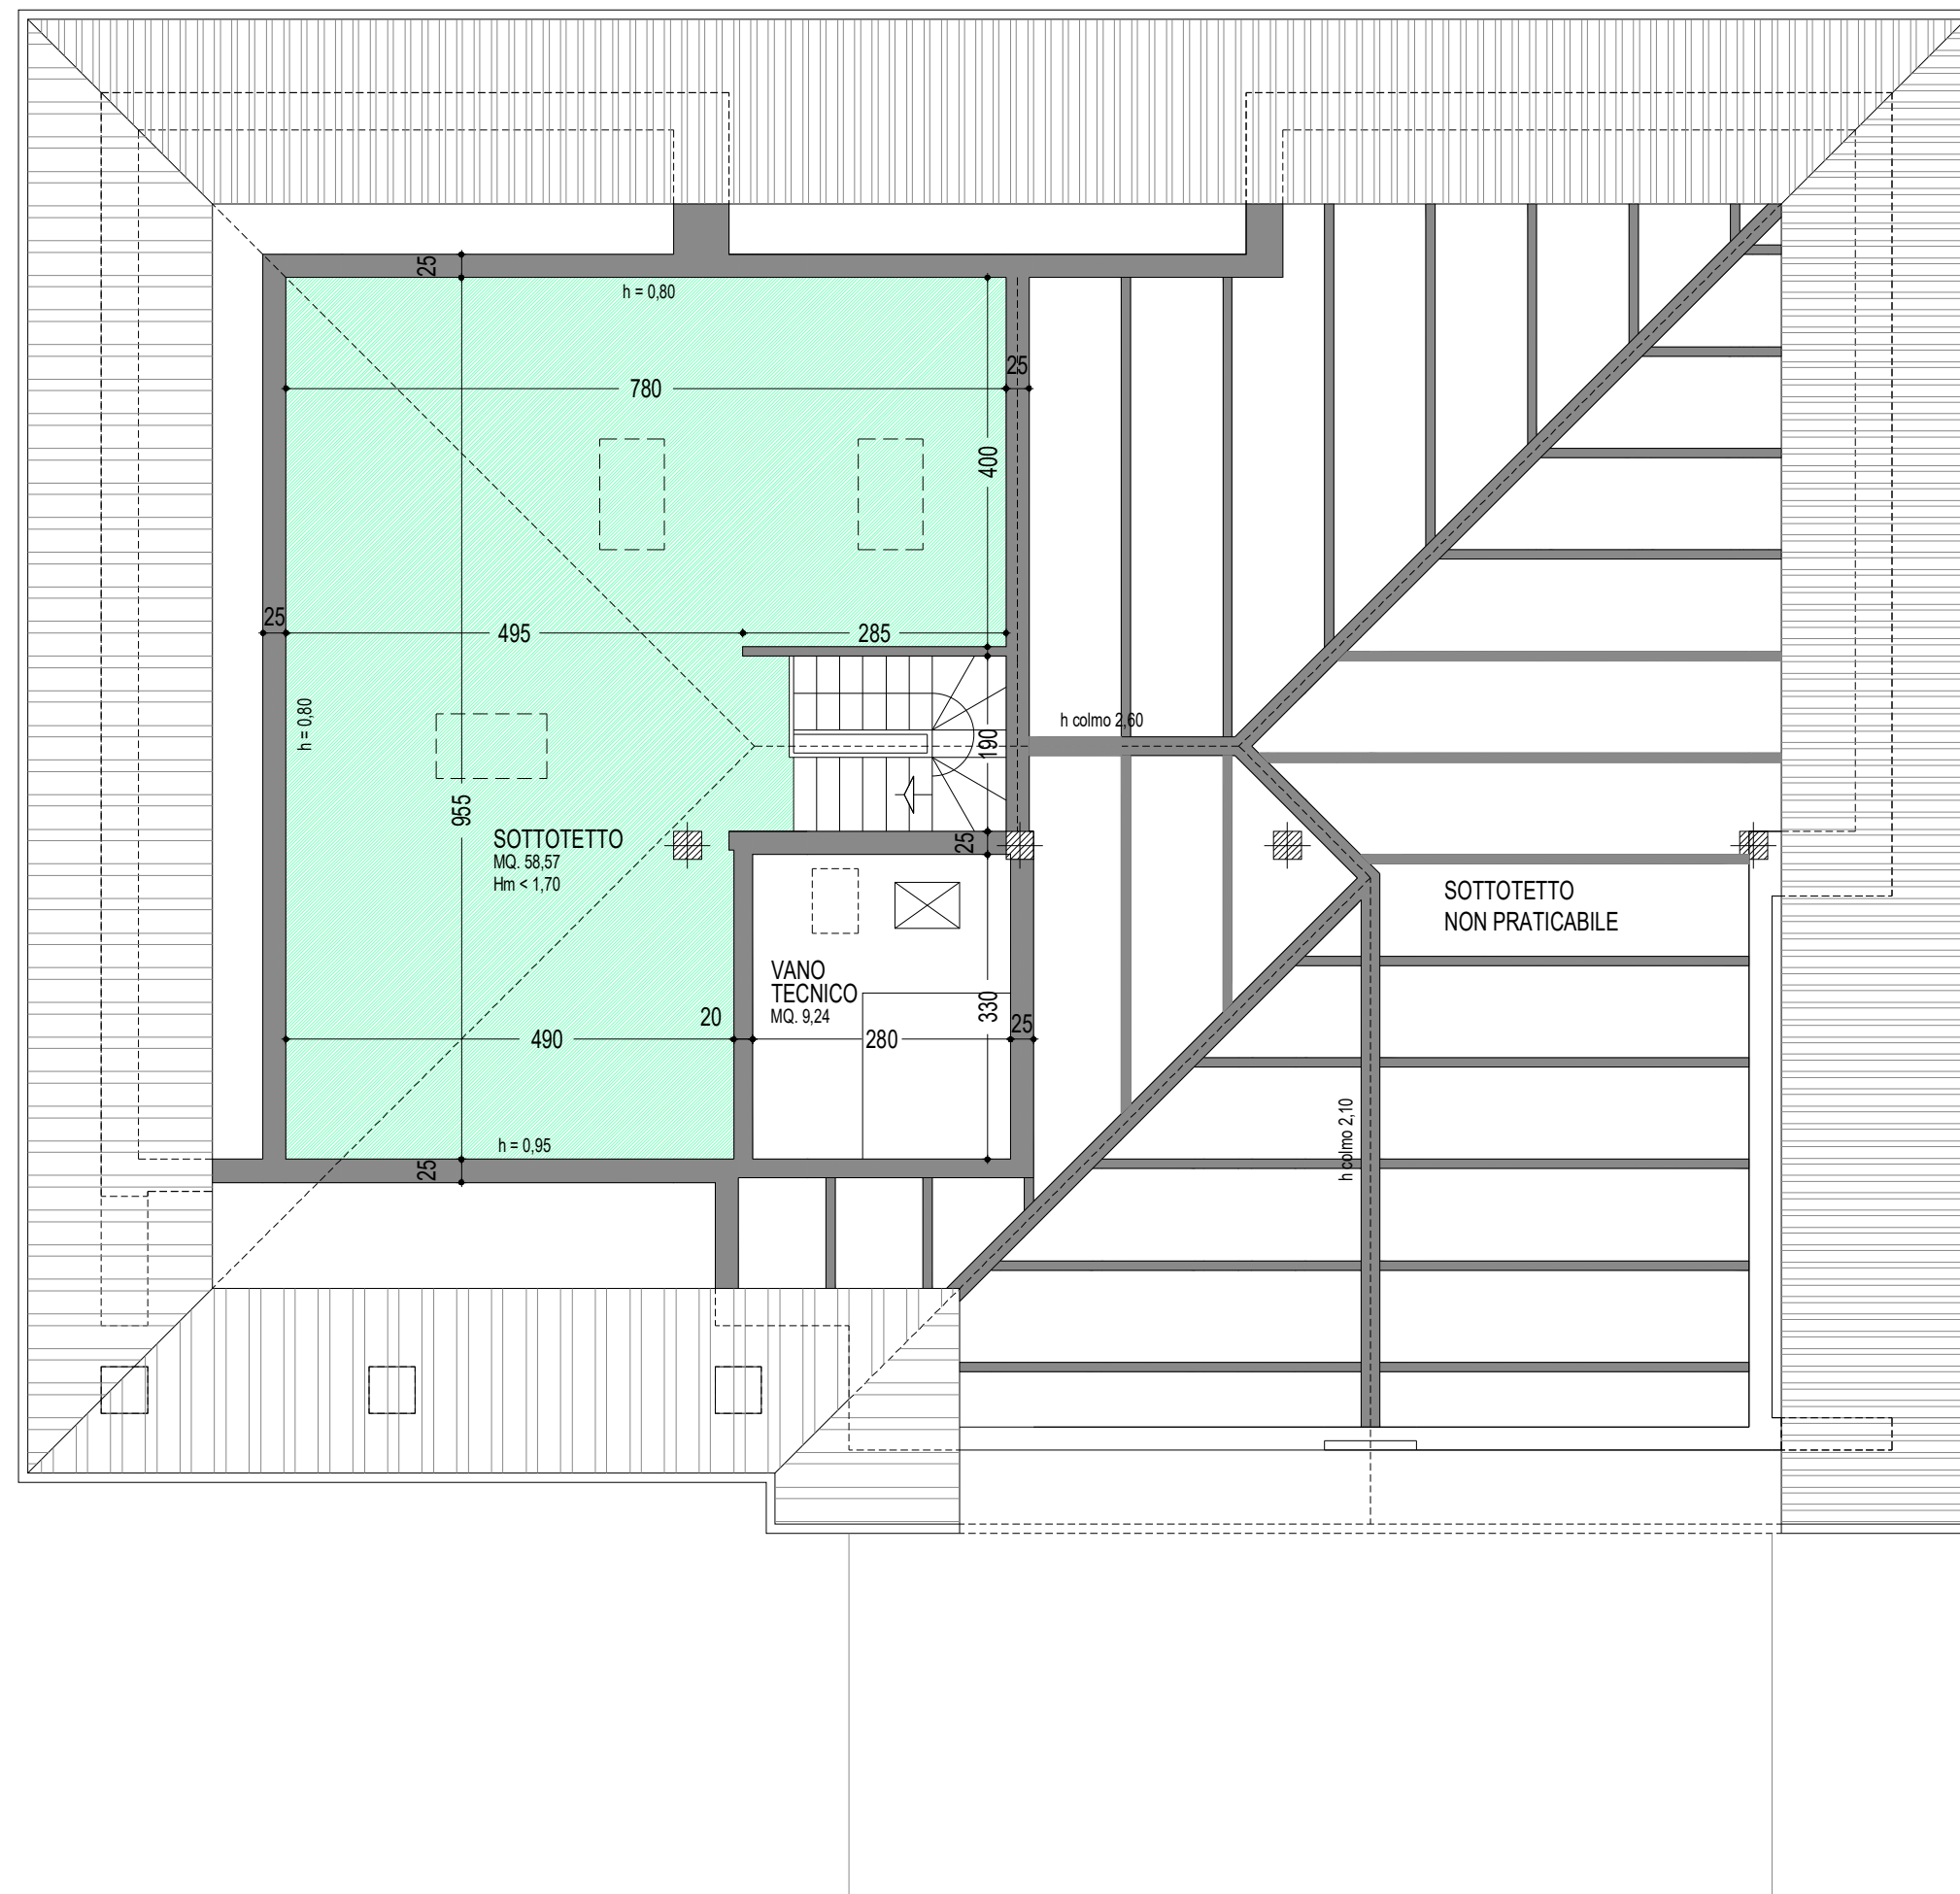 25
h = 0,80
25
780
400
25
495
285
h = 0,80
h colmo 2,60
190
955
SOTTOTETTO
MQ. 58,57
Hm < 1,70
25
SOTTOTETTO
NON PRATICABILE
VANO
TECNICO
MQ. 9,24
330
20
25
490
280
h = 0,95
25
h colmo 2,10